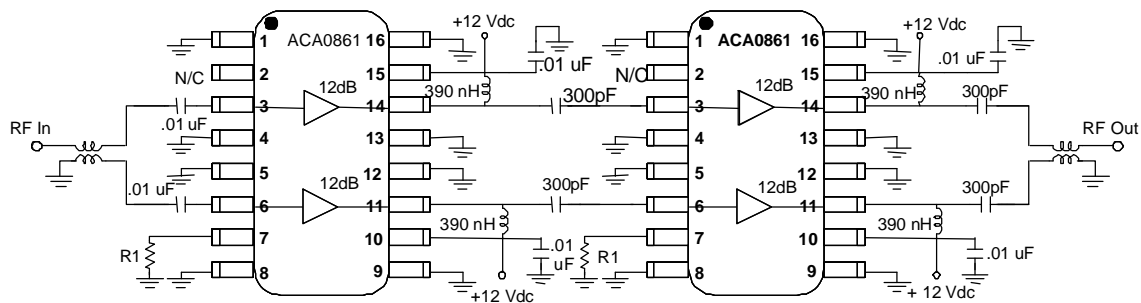 +12 Vdc
+12 Vdc
1
ACA0861
16
1
ACA0861
16
N/C
2
15
.01 uF
N/C
2
15
.01 uF
12dB
390 nH
300pF
12dB
390 nH
300pF
3
14
3
14
RF In
.01 uF
RF Out
4
13
4
13
5
12
5
12
.01 uF
12dB
300pF
12dB
300pF
6
11
6
11
390 nH
390 nH
R1
7
10
.01
uF
R1
7
10
.01 uF
8
9
8
9
+12 Vdc
+ 12 Vdc